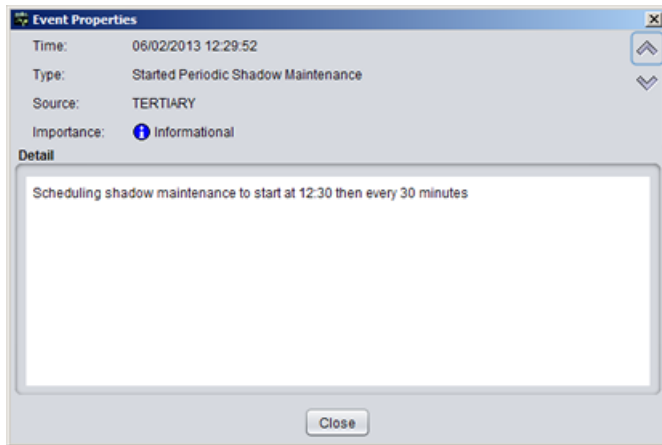 Event Properties
Time: 06/02/2013 12:29:52
Type: Started Periodic Shadow Maintenance
Source: TERTIARY
Importance: Informational
Detail
Scheduling shadow maintenance to start at 12:30 then every 30 minutes
Close